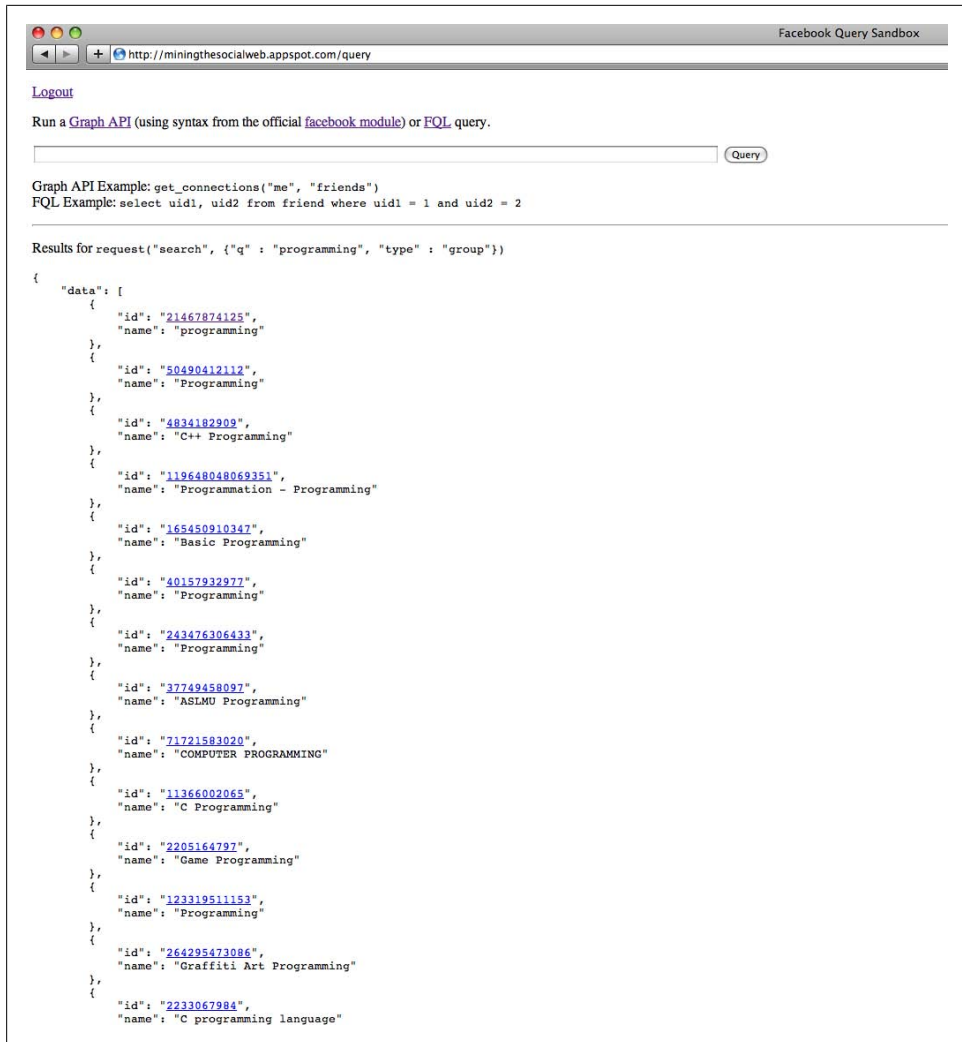 Facebook Query Sandbox
http://miningthesocialweb.appspot.com/query
Logout
Run a Graph API (using syntax from the official facebook module) or FQL query.
Query
Graph API Example: get_connections("me", "friends")
FQL Example: select uid1, uid2 from friend where uid1 = 1 and uid2 = 2
Results for request("search", {"q" : "programming", "type" : "group"})
{
"data": [
{
"id": "21467874125",
"name": "programming"
},
{
"id": "50490412112",
"name": "Programming"
},
{
"id": "4834182909",
"name": "C++ Programming"
},
{
"id": "119648048069351",
"name": "Programmation - Programming"
},
{
"id": "165450910347",
"name": "Basic Programming"
},
{
"id": "40157932977",
"name": "Programming"
},
{
"id": "243476306433",
"name": "Programming"
},
{
"id": "37749458097",
"name": "ASLMU Programming"
},
{
"id": "71721583020",
"name": "COMPUTER PROGRAMMING"
},
{
"id": "11366002065",
"name": "C Programming"
},
{
"id": "2205164797",
"name": "Game Programming"
},
{
"id": "123319511153",
"name": "Programming"
},
{
"id": "264295473086",
"name": "Graffiti Art Programming"
},
{
"id": "2233067984",
"name": "C programming language"